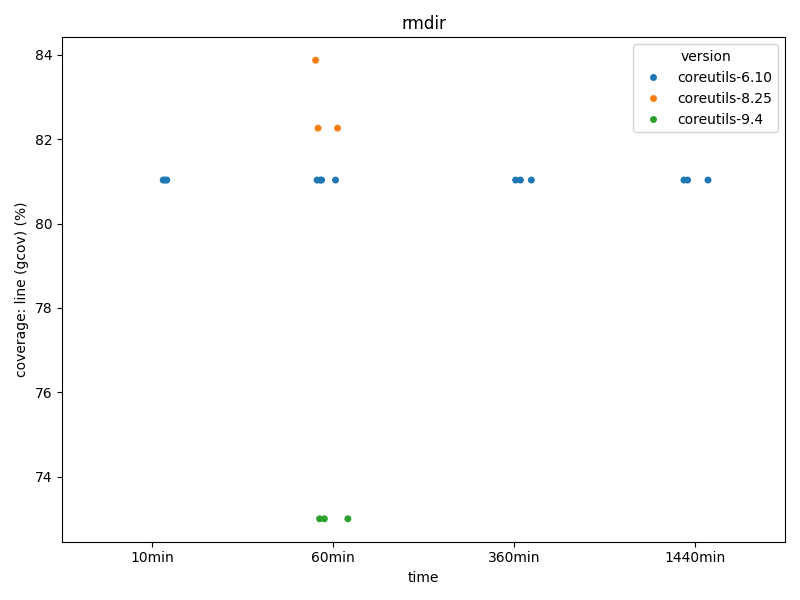 rmdir
version
coreutils-6.10
coreutils-8.25
coreutils-9.4
coverage: line (gcov) (%)
84
82
80
78
76
74
10min
60min
360min
1440min
time